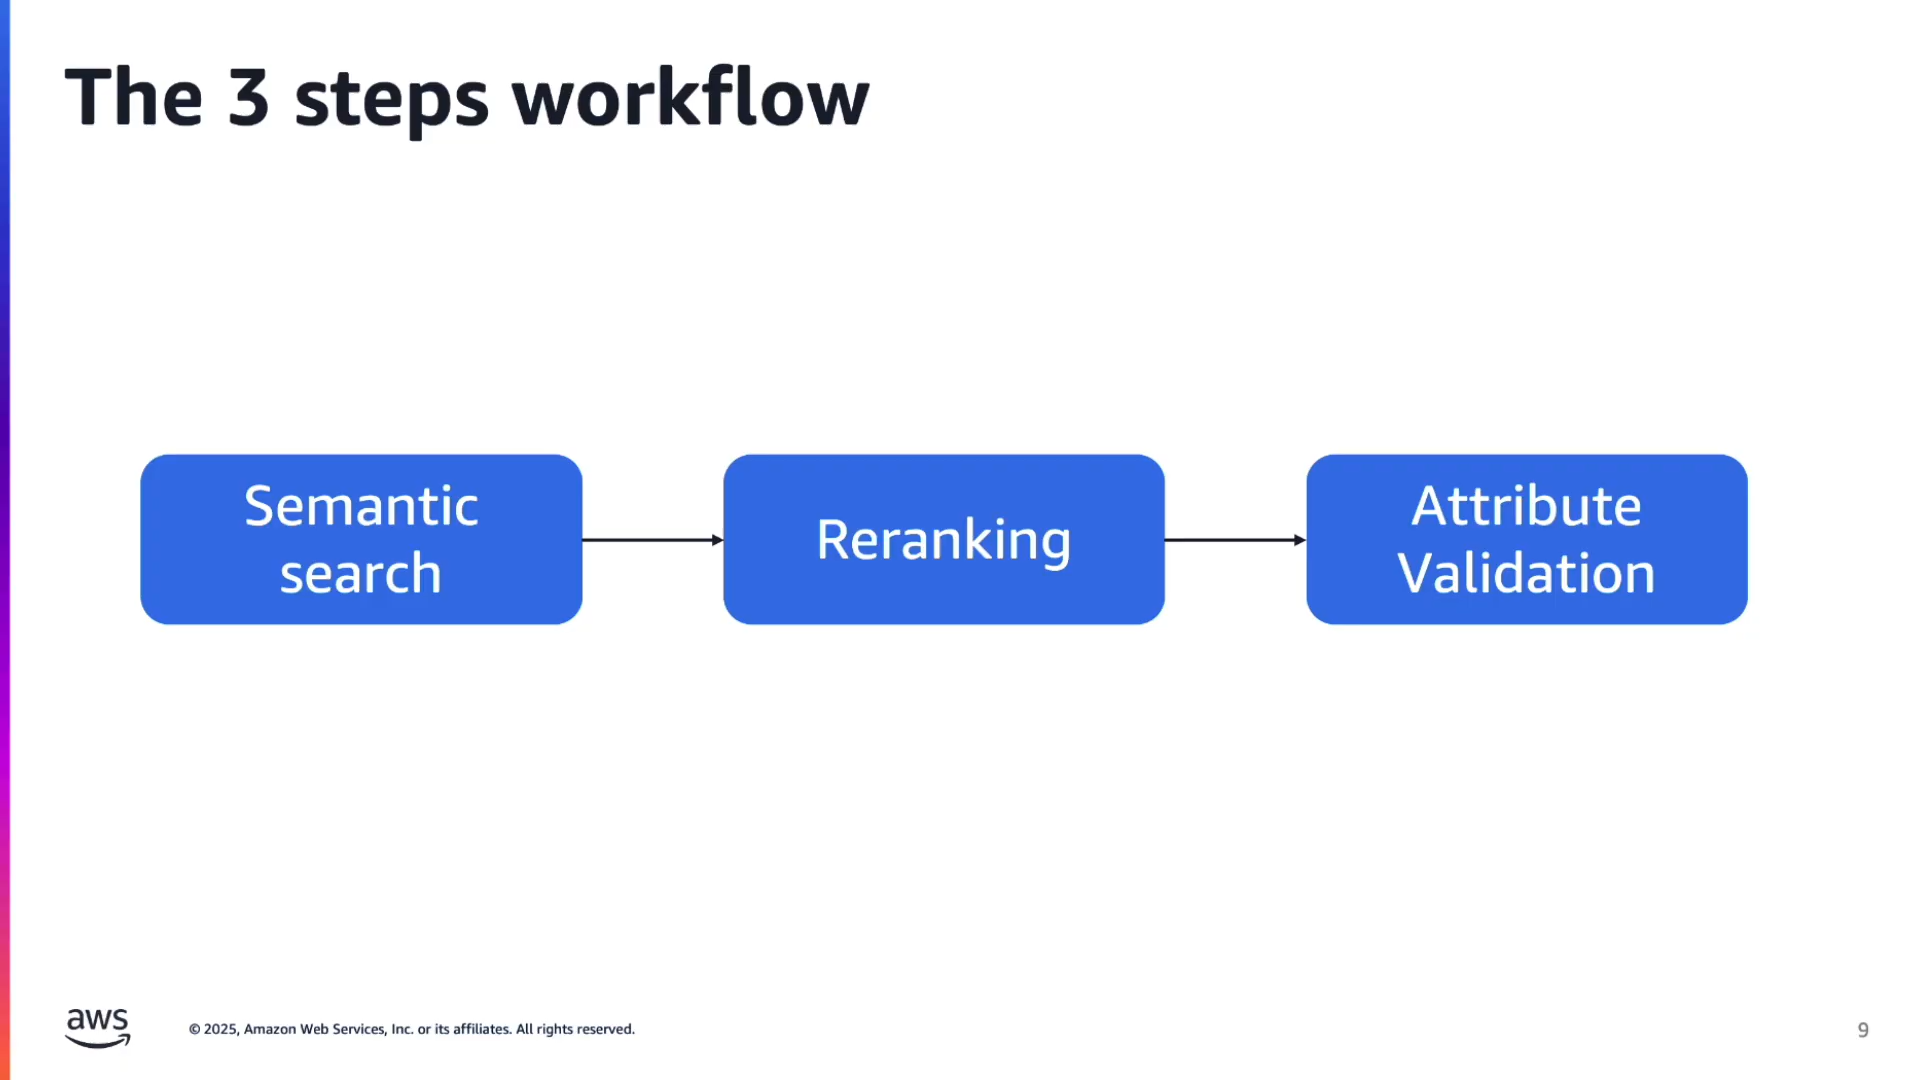 The 3 steps workflow
Semantic
search
Reranking
Attribute
Validation
aws
© 2025, Amazon Web Services, Inc. or its affiliates. All rights reserved.
9